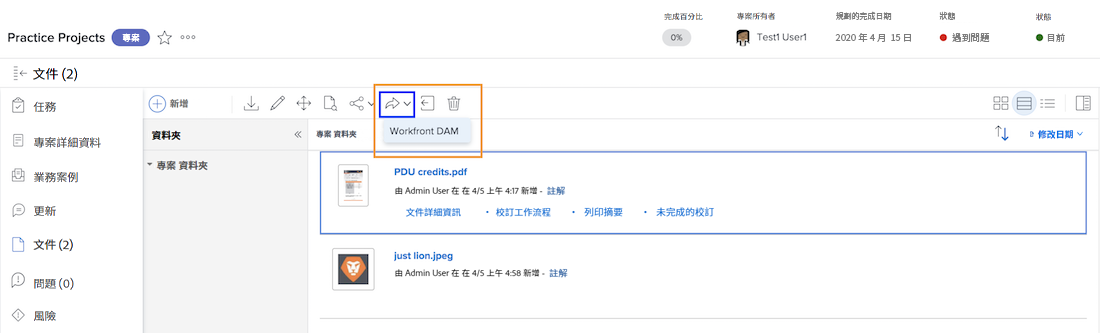 完成百分比 專案所有者 規劃的完成日期 狀態 狀態
Practice Projects 專案 0% Test1 User1 2020 年 4 月 15 日 遇到問題 目前
文件 (2)
任務
專案詳細資料
業務案例
更新
文件 (2)
問題 (0)
風險
新增
Workfront DAM
資料夾
專案 資料夾
專案 資料夾 修改日期
PDU credits.pdf
由 Admin User 在 在 4/5 上午 4:17 新增 - 註解
文件詳細資訊 • 校訂工作流程 • 列印摘要 • 未完成的校訂
just lion.jpeg
由 Admin User 在 在 4/5 上午 4:58 新增 - 註解